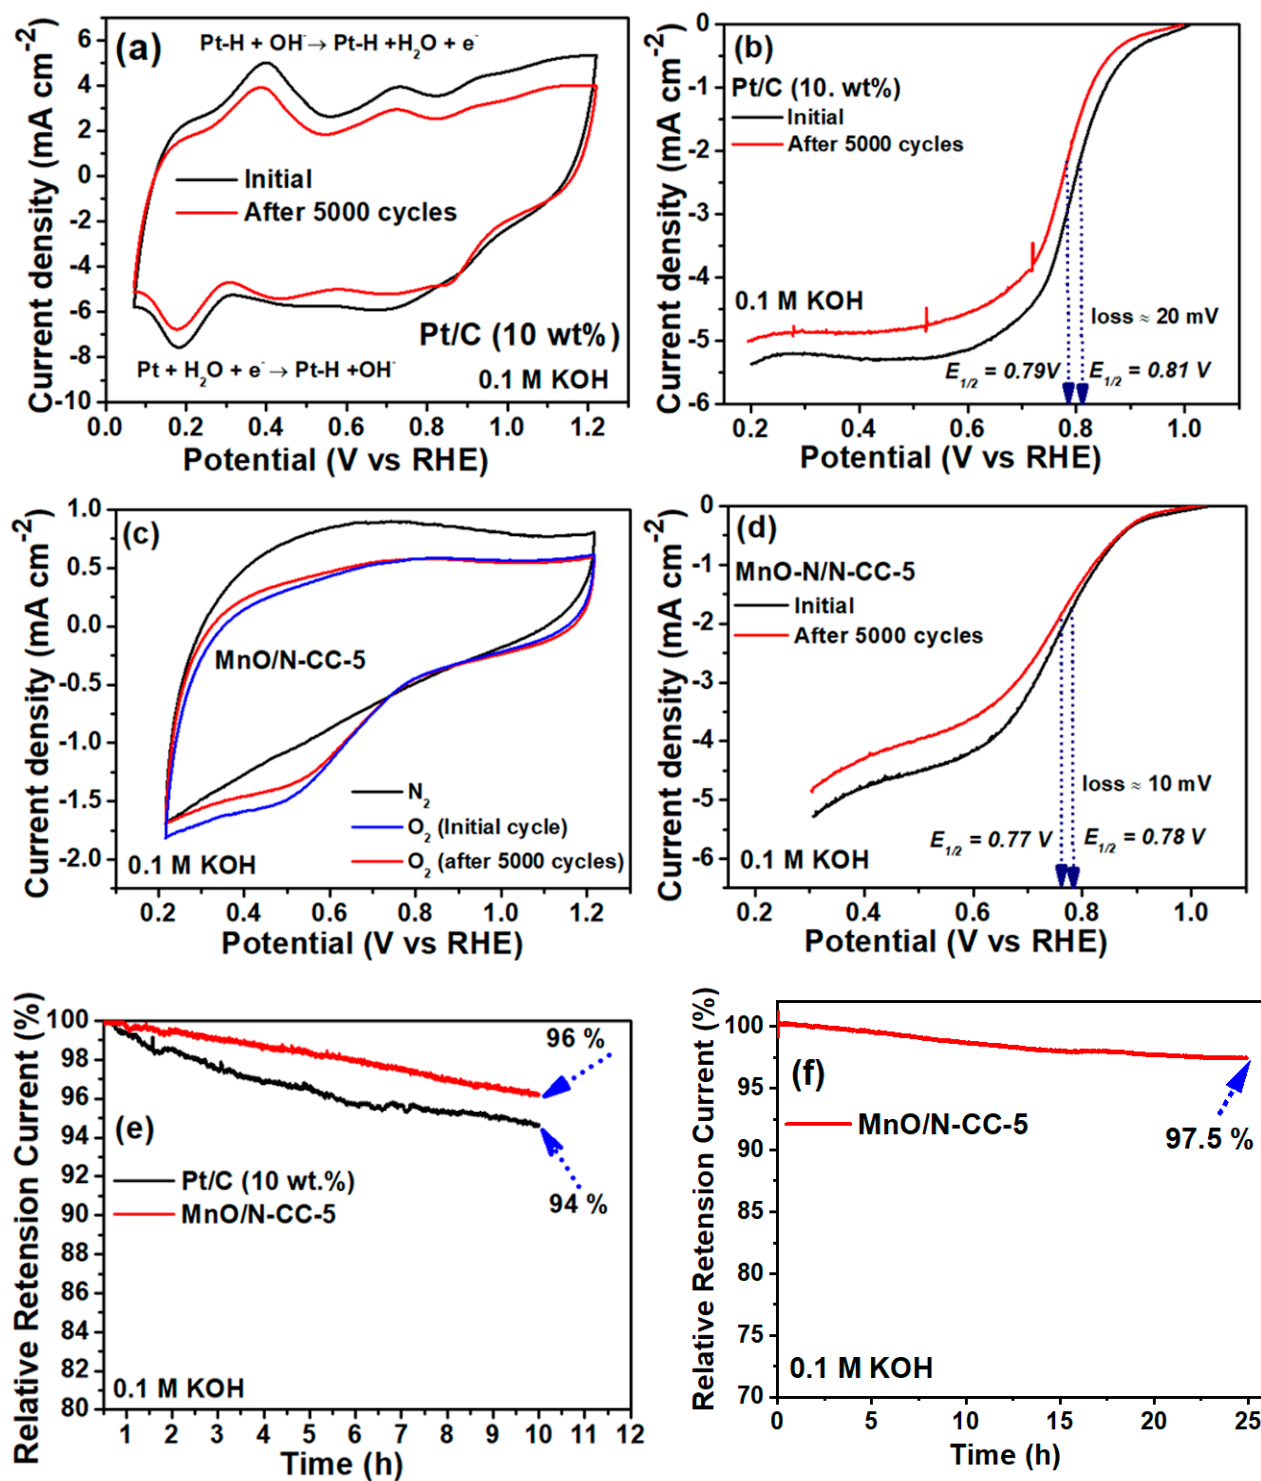 (a)
Pt-H + OH⁻→ Pt-H +H₂O + e⁻
Initial
After 5000 cycles
Pt + H₂O + e⁻→ Pt-H +OH⁻
Pt/C (10 wt%)
0.1 M KOH
Current density (mA cm⁻²)
6
4
2
0
-2
-4
-6
-8
-10
0.0 0.2 0.4 0.6 0.8 1.0 1.2
Potential (V vs RHE)
(b)
Pt/C (10. wt%)
Initial
After 5000 cycles
0.1 M KOH
loss ≈ 20 mV
E1/2 = 0.79V
E1/2 = 0.81 V
Current density (mA cm⁻²)
0
-1
-2
-3
-4
-5
-6
0.2 0.4 0.6 0.8 1.0
Potential (V vs RHE)
(c)
MnO/N-CC-5
N₂
O₂ (Initial cycle)
O₂ (after 5000 cycles)
0.1 M KOH
Current density (mA cm⁻²)
1.0
0.5
0.0
-0.5
-1.0
-1.5
-2.0
0.2 0.4 0.6 0.8 1.0 1.2
Potential (V vs RHE)
(d)
MnO-N/N-CC-5
Initial
After 5000 cycles
loss ≈ 10 mV
E1/2 = 0.77 V
E1/2 = 0.78 V
0.1 M KOH
Current density (mA cm⁻²)
0
-1
-2
-3
-4
-5
-6
0.2 0.4 0.6 0.8 1.0
Potential (V vs RHE)
(e)
96 %
94 %
Pt/C (10 wt.%)
MnO/N-CC-5
0.1 M KOH
Relative Retension Current (%)
100
98
96
94
92
90
88
86
84
82
80
1 2 3 4 5 6 7 8 9 10 11 12
Time (h)
(f)
MnO/N-CC-5
97.5 %
0.1 M KOH
Relative Retension Current (%)
100
95
90
85
80
75
70
0 5 10 15 20 25
Time (h)